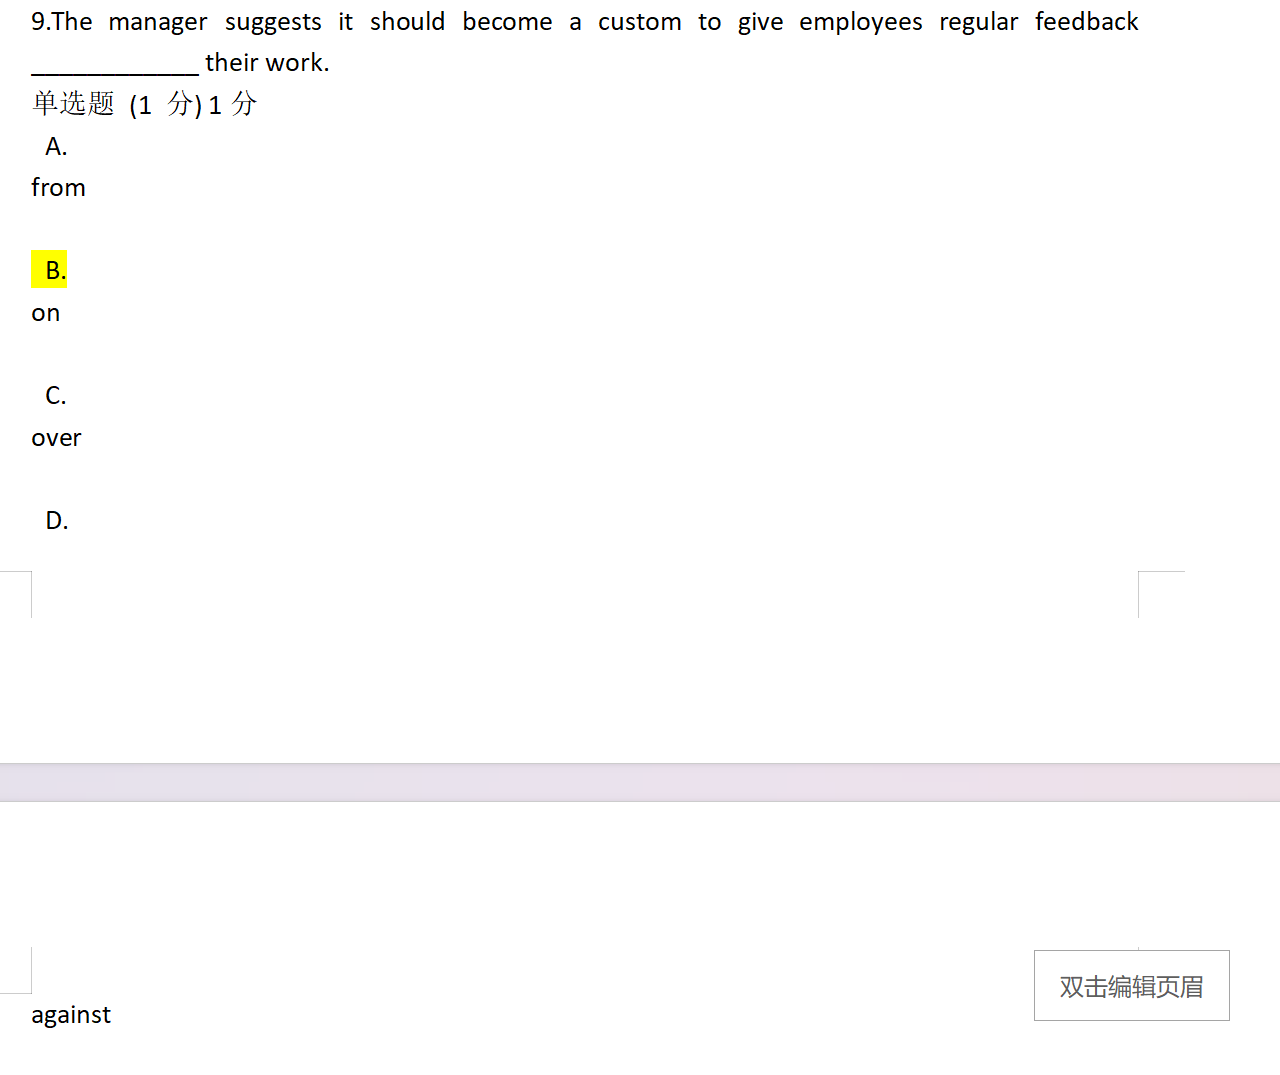 9.The manager suggests it should become a custom to give employees regular feedback
____________ their work.
单选题 (1 分) 1 分
A.
from
B.
on
C.
over
D.
双击编辑页眉
against